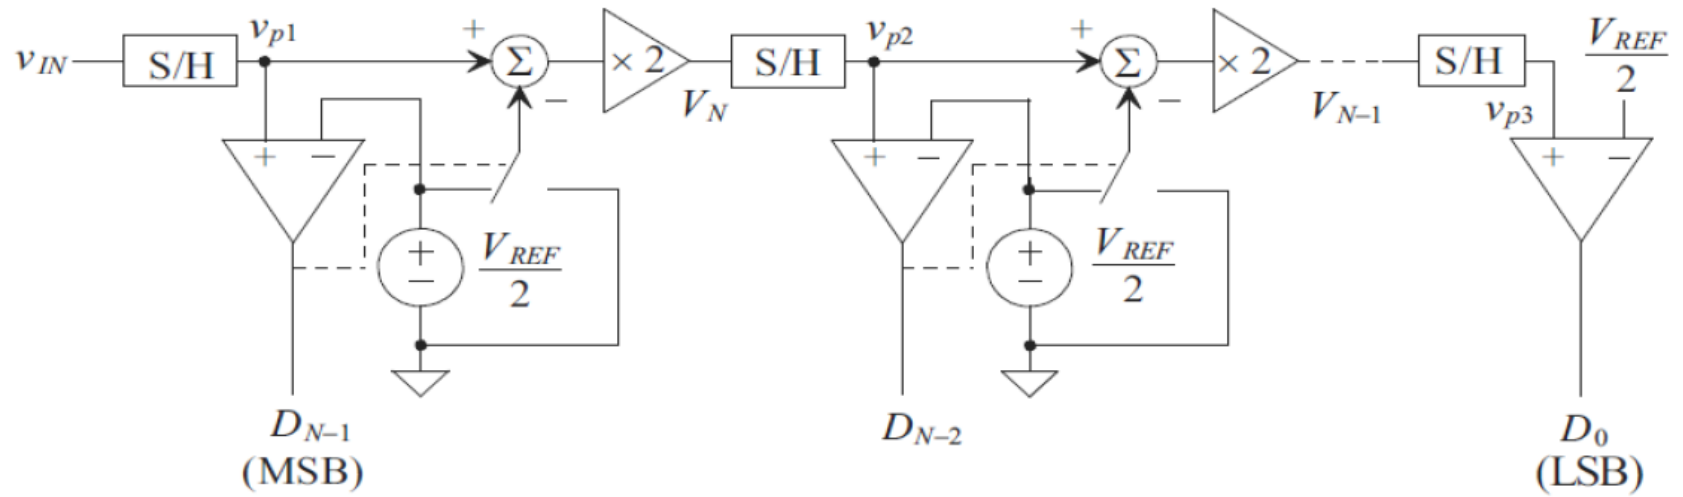 v_IN
S/H
v_p1
+
Σ
−
× 2
V_N
S/H
v_p2
+
Σ
−
× 2
V_N–1
S/H
v_p3
V_REF
2
+ −
+
−
V_REF
2
+ −
+
−
V_REF
2
+ −
D_N–1
(MSB)
D_N–2
D_0
(LSB)